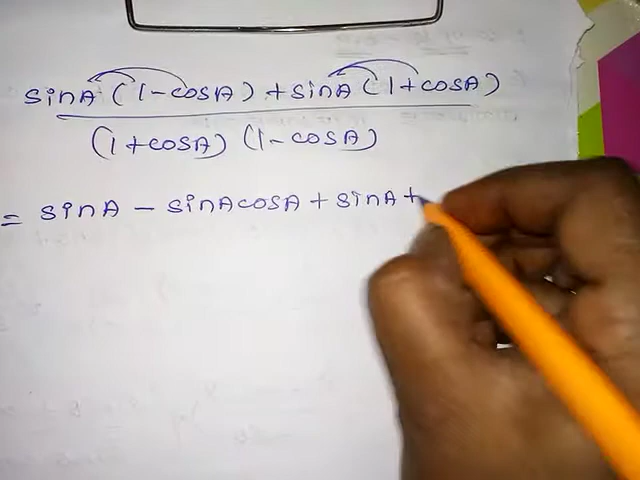 sinA (1-cosA) + sinA (1+cosA)
(1+cosA) (1-cosA)
= sinA - sinAcosA + sinA +